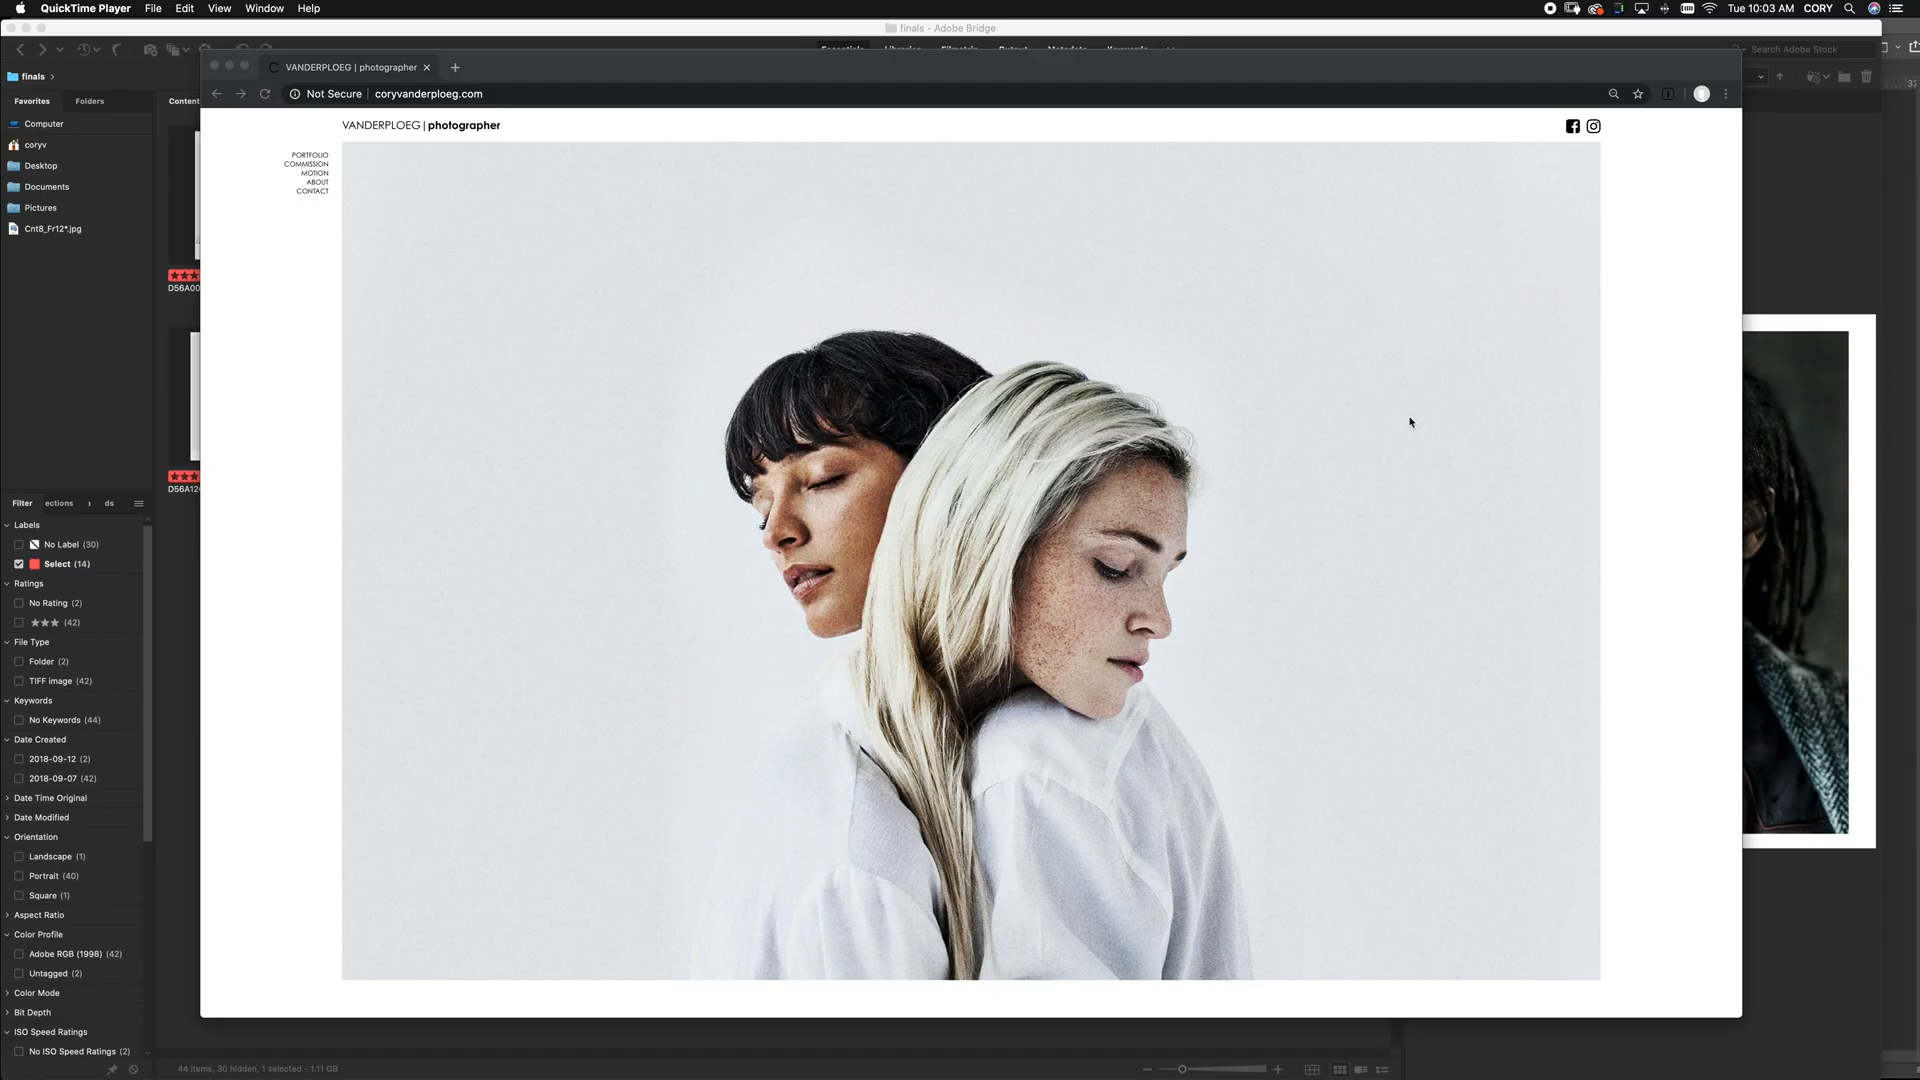 QuickTime Player File Edit View Window Help
Tue 10:03 AM CORY
finals - Adobe Bridge
Search Adobe Stock
finals
VANDERPLOEG | photographer
Not Secure coryvanderploeg.com
Favorites Folders
Content
Computer
coryv
Desktop
Documents
Pictures
Cnt8_Fr12*.jpg
VANDERPLOEG | photographer
PORTFOLIO
COMMISSION
MOTION
ABOUT
CONTACT
D56A00
D56A12
Filter ections ds
Labels
No Label (30)
Select (14)
Ratings
No Rating (2)
★★★ (42)
File Type
Folder (2)
TIFF image (42)
Keywords
No Keywords (44)
Date Created
2018-09-12 (2)
2018-09-07 (42)
Date Time Original
Date Modified
Orientation
Landscape (1)
Portrait (40)
Square (1)
Aspect Ratio
Color Profile
Adobe RGB (1998) (42)
Untagged (2)
Color Mode
Bit Depth
ISO Speed Ratings
No ISO Speed Ratings (2)
44 items, 30 hidden, 1 selected - 1.11 GB